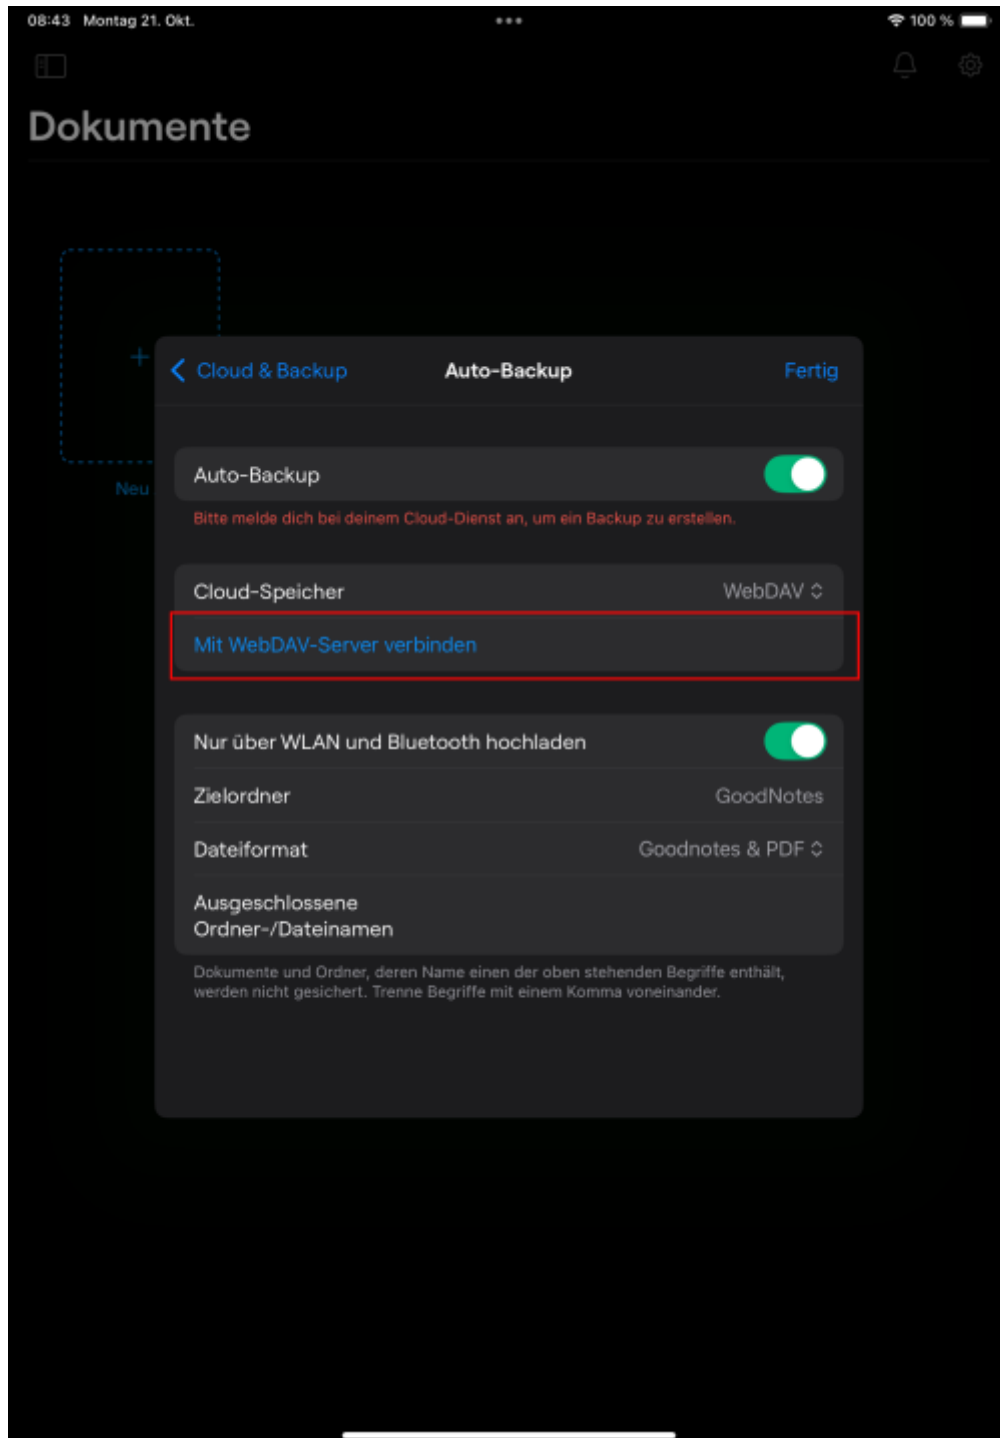 08:43 Montag 21. Okt.
100 %
Dokumente
Cloud & Backup
Auto-Backup
Fertig
Neu
Auto-Backup
Bitte melde dich bei deinem Cloud-Dienst an, um ein Backup zu erstellen.
Cloud-Speicher
WebDAV
Mit WebDAV-Server verbinden
Nur über WLAN und Bluetooth hochladen
Zielordner
GoodNotes
Dateiformat
Goodnotes & PDF
Ausgeschlossene
Ordner-/Dateinamen
Dokumente und Ordner, deren Name einen der oben stehenden Begriffe enthält,
werden nicht gesichert. Trenne Begriffe mit einem Komma voneinander.